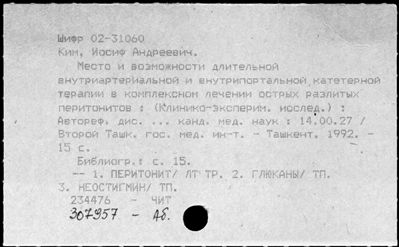 Шифр 02-31060
Ким, Иосиф Андреевич.
Место и возможности длительной
внутриартериальной и внутрипортальной катетерной
терапии в комплексном лечении острых разлитых
перитонитов : (Клинико-эксперим. исслед.) :
Автореф. дис. ... канд. мед. наук : 14.00.27 /
Второй Ташк. гос. мед. ин-т. - Ташкент, 1992. -
15 с.
Библиогр.: с. 15.
-- 1. ПЕРИТОНИТ/ ЛТ ТР. 2. ГЛЮКАНЫ/ ТП.
3. НЕОСТИГМИН/ ТП.
234476 - ЧИТ
307957 - Аб.